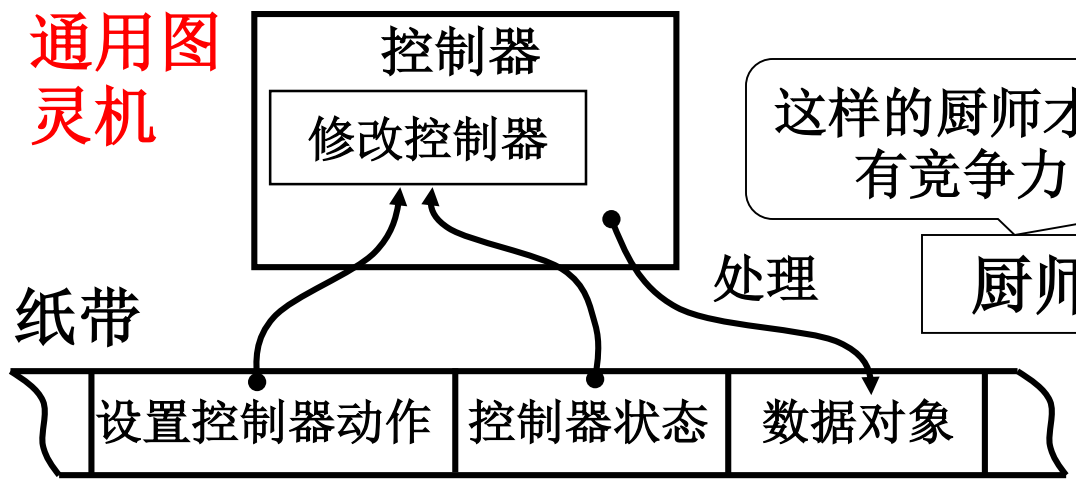 通用图
灵机
控制器
修改控制器
这样的厨师
有竞争力
处理
厨师
纸带
设置控制器动作
控制器状态
数据对象